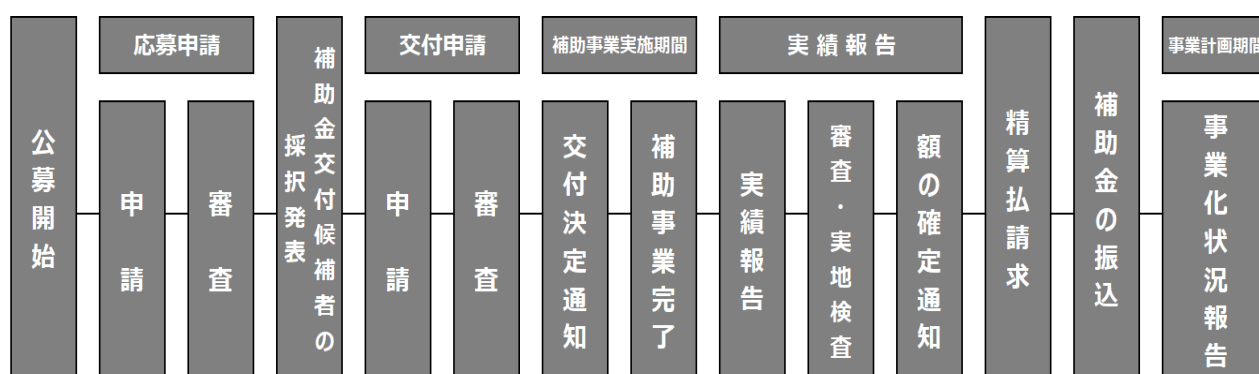 公募開始
応募申請
申請
審査
補助金交付候補者の
採択発表
交付申請
申請
審査
補助事業実施期間
交付決定通知
補助事業完了
実績報告
実績報告
審査・実地検査
額の確定通知
精算払請求
補助金の振込
事業計画期間
事業化状況報告